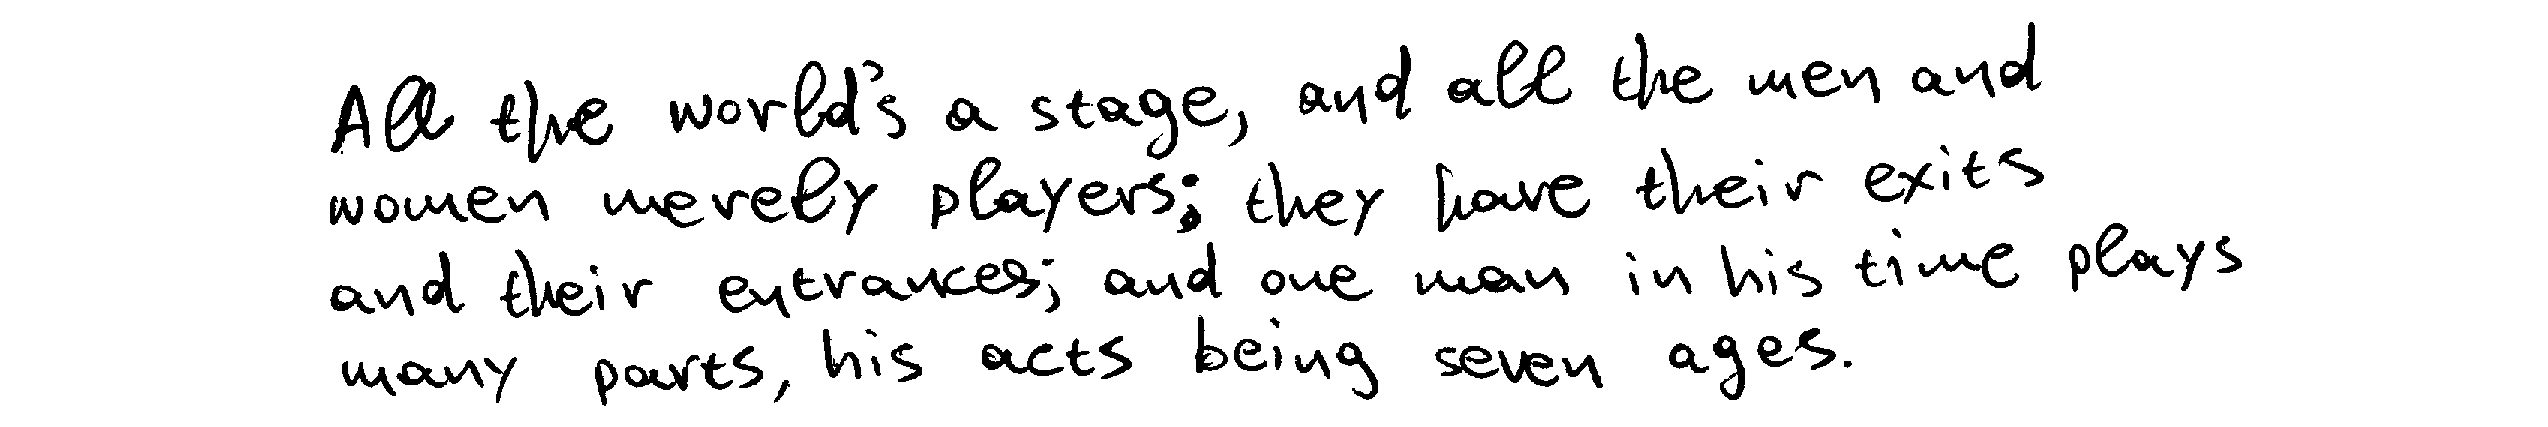 All the world's a stage, and all the men and
women merely players; they have their exits
and their entrances; and one man in his time plays
many parts, his acts being seven ages.